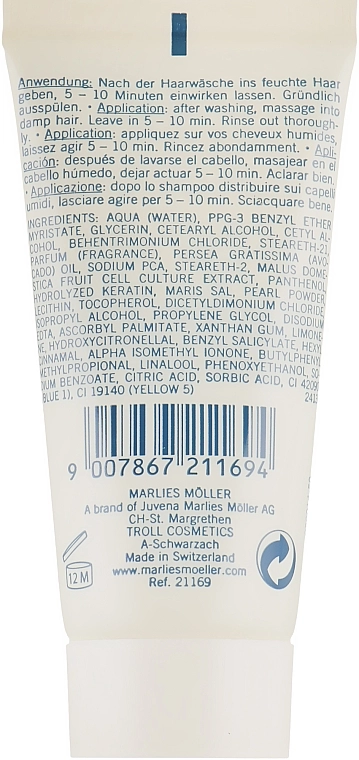 Anwendung: Nach der Haarwäsche ins feuchte Haar
geben, 5 – 10 Minuten einwirken lassen. Gründlich
ausspülen. • Application: after washing, massage into
damp hair. Leave in 5 – 10 min. Rinse out thorough-
ly. • Application: appliquez sur vos cheveux humides,
laissez agir 5 – 10 min. Rincez abondamment. • Apli-
cación: después de lavarse el cabello, masajear en el
cabello húmedo, dejar actuar 5 – 10 min. Aclarar bien.
• Applicazione: dopo lo shampoo distribuire sui capelli
umidi, lasciare agire per 5 – 10 min. Sciacquare bene.
INGREDIENTS: AQUA (WATER), PPG-3 BENZYL ETHER
MYRISTATE, GLYCERIN, CETEARYL ALCOHOL, CETYL AL-
COHOL, BEHENTRIMONIUM CHLORIDE, STEARETH-21,
PARFUM (FRAGRANCE), PERSEA GRATISSIMA (AVO-
CADO) OIL, SODIUM PCA, STEARETH-2, MALUS DOME-
STICA FRUIT CELL CULTURE EXTRACT, PANTHENOL,
HYDROLYZED KERATIN, MARIS SAL, PEARL POWDER,
LECITHIN, TOCOPHEROL, DICETYLDIMONIUM CHLORIDE,
ISOPROPYL ALCOHOL, PROPYLENE GLYCOL, DISODIUM
EDTA, ASCORBYL PALMITATE, XANTHAN GUM, LIMONE-
NE, HYDROXYCITRONELLAL, BENZYL SALICYLATE, HEXYL
CINNAMAL, ALPHA ISOMETHYL IONONE, BUTYLPHENYL
METHYLPROPIONAL, LINALOOL, PHENOXYETHANOL, SO-
DIUM BENZOATE, CITRIC ACID, SORBIC ACID, CI 42090
(BLUE 1), CI 19140 (YELLOW 5)
9 007867 211694
MARLIES MÖLLER
A brand of Juvena Marlies Möller AG
CH-St. Margrethen
TROLL COSMETICS
A-Schwarzach
Made in Switzerland
www.marliesmoeller.com
Ref. 21169
12 M